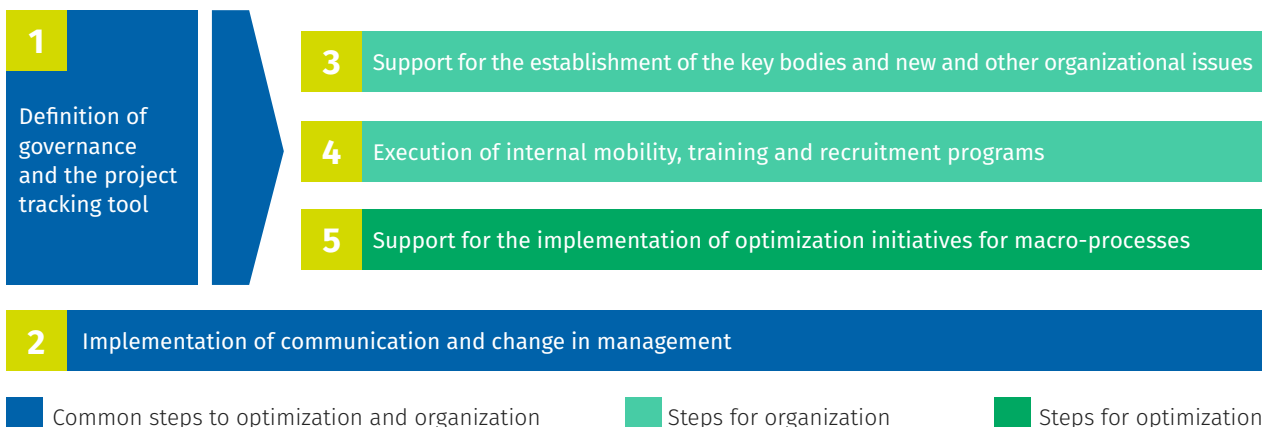 1
Definition of
governance
and the project
tracking tool
3
Support for the establishment of the key bodies and new and other organizational issues
4
Execution of internal mobility, training and recruitment programs
5
Support for the implementation of optimization initiatives for macro-processes
2
Implementation of communication and change in management
Common steps to optimization and organization
Steps for organization
Steps for optimization